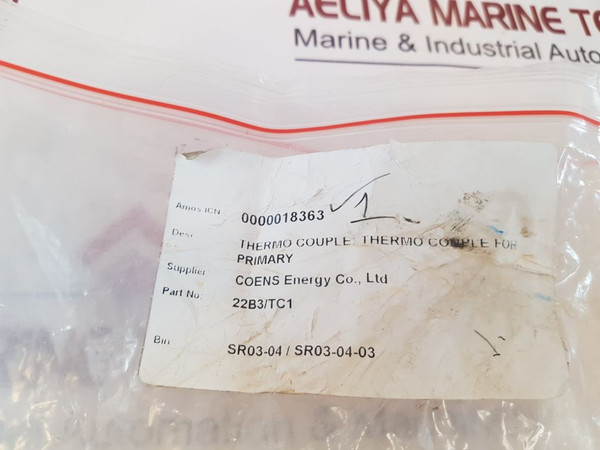 AELIYA MARINE
Marine & Industrial Auto
Amos ICN 0000018363 ✓ 1
Desc THERMO COUPLE; THERMO COUPLE FOR
PRIMARY
Supplier COENS Energy Co., Ltd
Part No 22B3/TC1
Bin SR03-04 / SR03-04-03